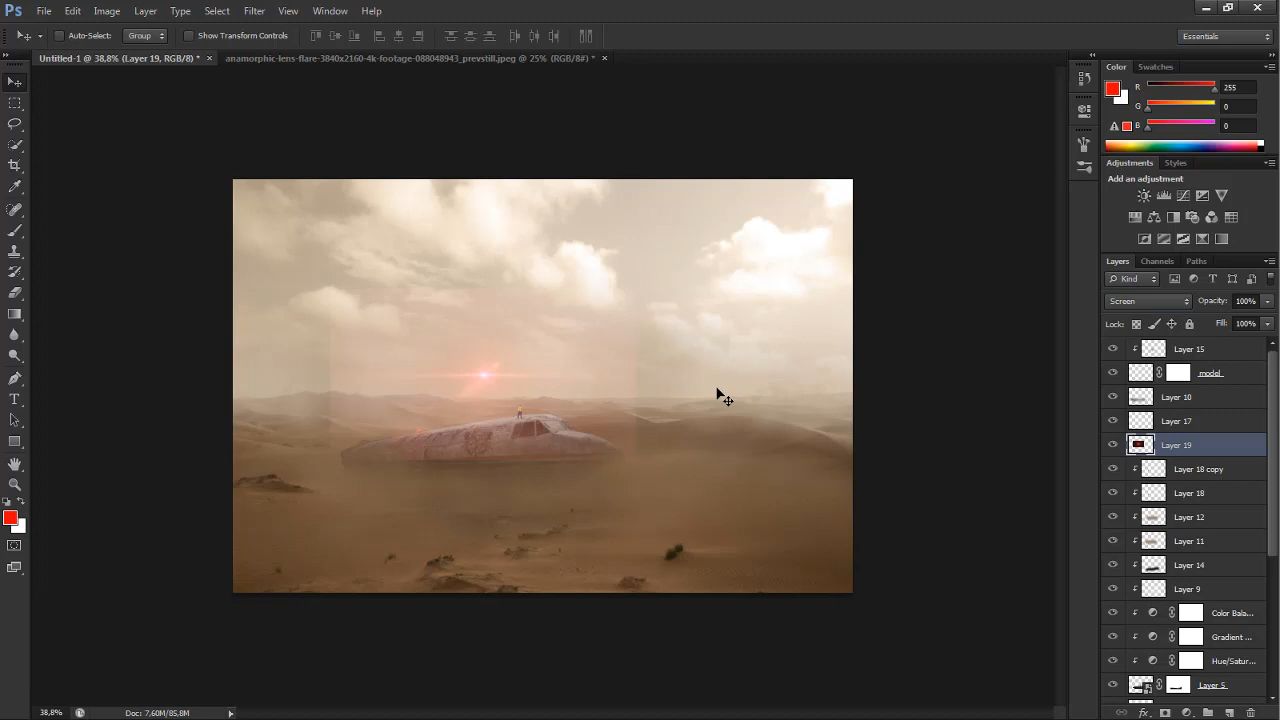 Ps File Edit Image Layer Type Select Filter View Window Help
Auto-Select: Group Show Transform Controls Essentials
Untitled-1 @ 38,8% (Layer 19, RGB/8) * × anamorphic-lens-flare-3840x2160-4k-footage-088048943_prevstill.jpeg @ 25% (RGB/8#) * ×
Color Swatches
R 255
G 0
B 0
Adjustments Styles
Add an adjustment
Layers Channels Paths
Kind
Screen Opacity: 100%
Lock: Fill: 100%
Layer 15
model
Layer 10
Layer 17
Layer 19
Layer 18 copy
Layer 18
Layer 12
Layer 11
Layer 14
Layer 9
Color Bala...
Gradient ...
Hue/Satur...
Layer 5
38,8% Doc: 7,60M/85,8M
fx